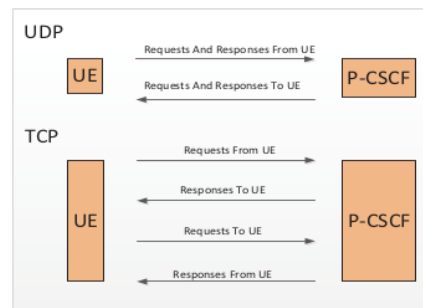 UDP
Requests And Responses From UE
UE
P-CSCF
Requests And Responses To UE
TCP
Requests From UE
Responses To UE
UE
P-CSCF
Requests To UE
Responses From UE